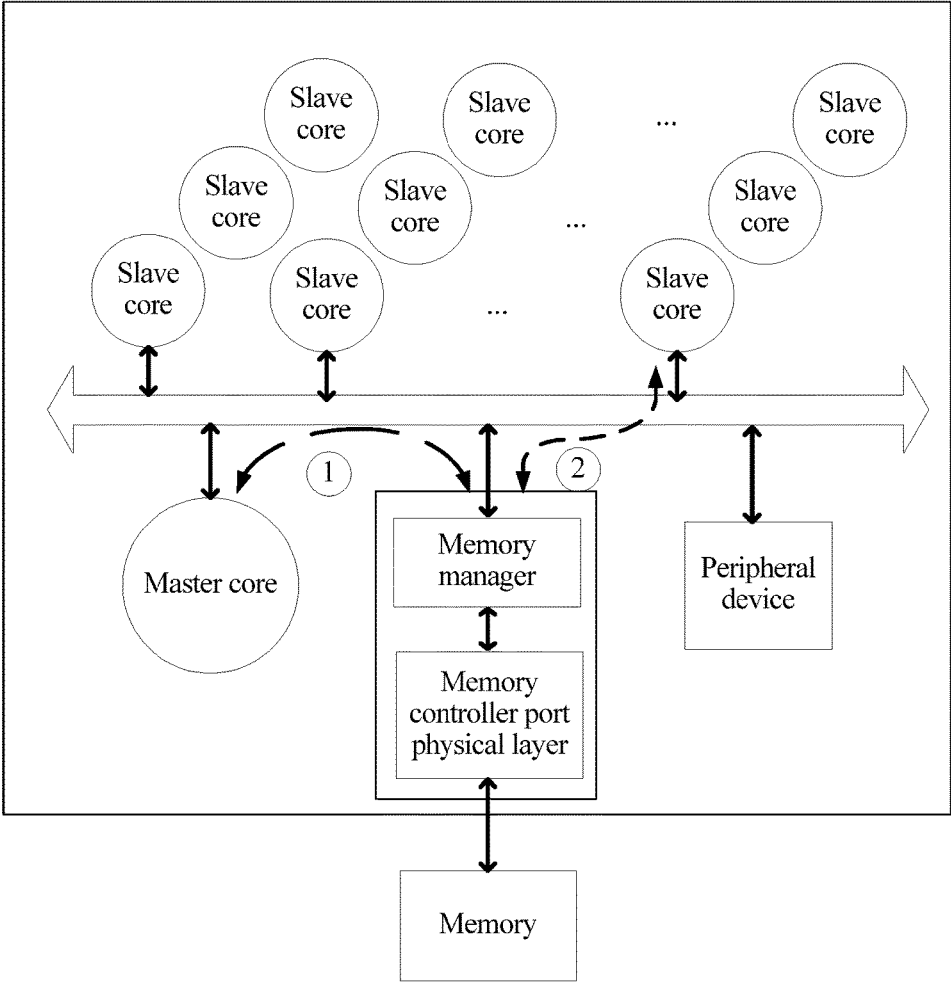 Slave
core
Slave
core
...
Slave
core
Slave
core
Slave
core
...
Slave
core
Slave
core
Slave
core
...
Slave
core
1
2
Master core
Memory
manager
Peripheral
device
Memory
controller port
physical layer
Memory